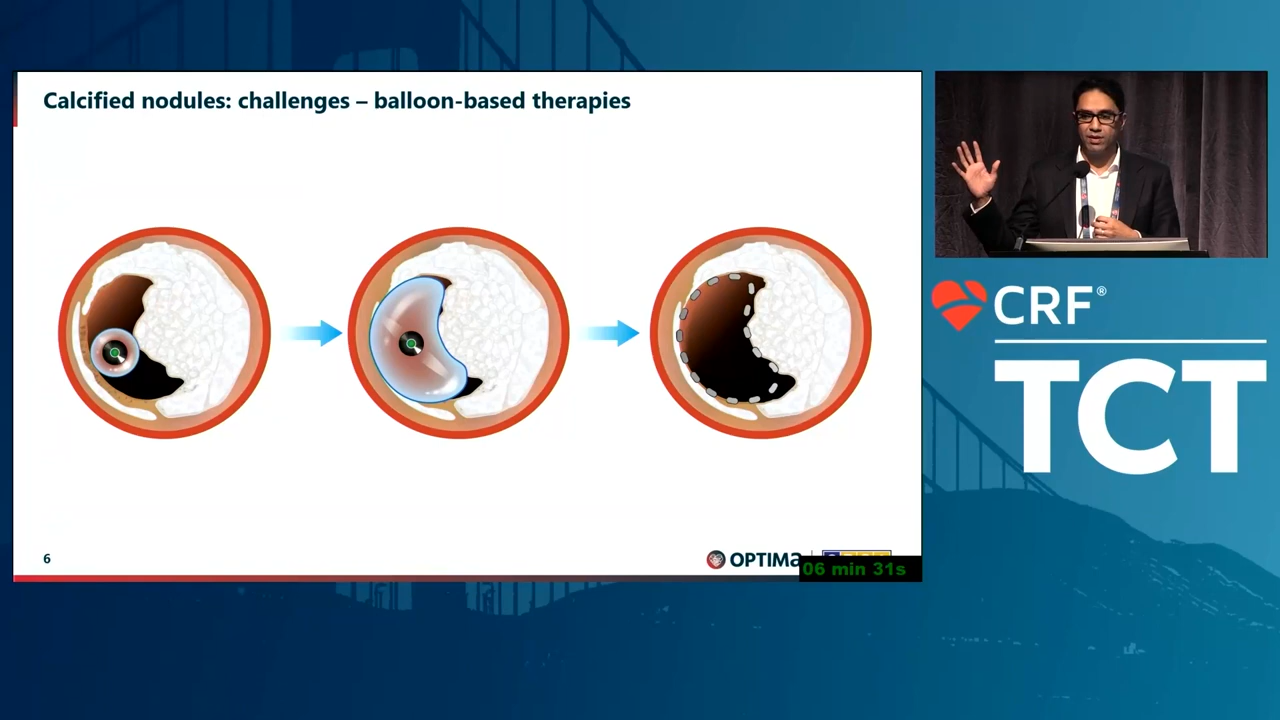 Calcified nodules: challenges – balloon-based therapies
6
OPTIMA
06 min 31s
CRF®
TCT